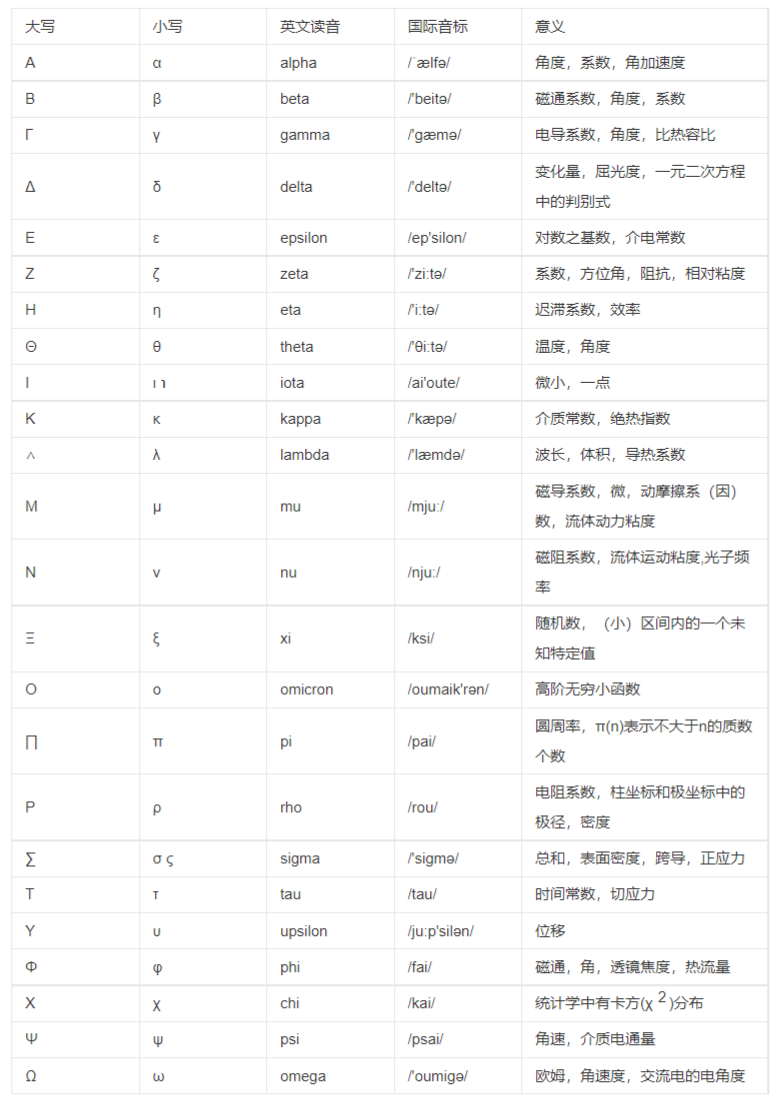 大写 小写 英文读音 国际音标 意义
Α α alpha /ˈælfə/ 角度，系数，角加速度
Β β beta /'beitə/ 磁通系数，角度，系数
Γ γ gamma /'gæmə/ 电导系数，角度，比热容比
Δ δ delta /'deltə/ 变化量，屈光度，一元二次方程
中的判别式
Ε ε epsilon /ep'silon/ 对数之基数，介电常数
Ζ ζ zeta /'zi:tə/ 系数，方位角，阻抗，相对粘度
Η η eta /'i:tə/ 迟滞系数，效率
Θ θ theta /'θi:tə/ 温度，角度
Ι ι ℩ iota /ai'oute/ 微小，一点
Κ κ kappa /'kæpə/ 介质常数，绝热指数
∧ λ lambda /'læmdə/ 波长，体积，导热系数
Μ μ mu /mju:/ 磁导系数，微，动摩擦系（因）
数，流体动力粘度
Ν ν nu /nju:/ 磁阻系数，流体运动粘度,光子频
率
Ξ ξ xi /ksi/ 随机数，（小）区间内的一个未
知特定值
Ο ο omicron /oumaik'rən/ 高阶无穷小函数
∏ π pi /pai/ 圆周率，π(n)表示不大于n的质数
个数
Ρ ρ rho /rou/ 电阻系数，柱坐标和极坐标中的
极径，密度
∑ σ ς sigma /'sigmə/ 总和，表面密度，跨导，正应力
Τ τ tau /tau/ 时间常数，切应力
Υ υ upsilon /ju:p'silən/ 位移
Φ φ phi /fai/ 磁通，角，透镜焦度，热流量
Χ χ chi /kai/ 统计学中有卡方(χ ²)分布
Ψ ψ psi /psai/ 角速，介质电通量
Ω ω omega /'oumigə/ 欧姆，角速度，交流电的电角度